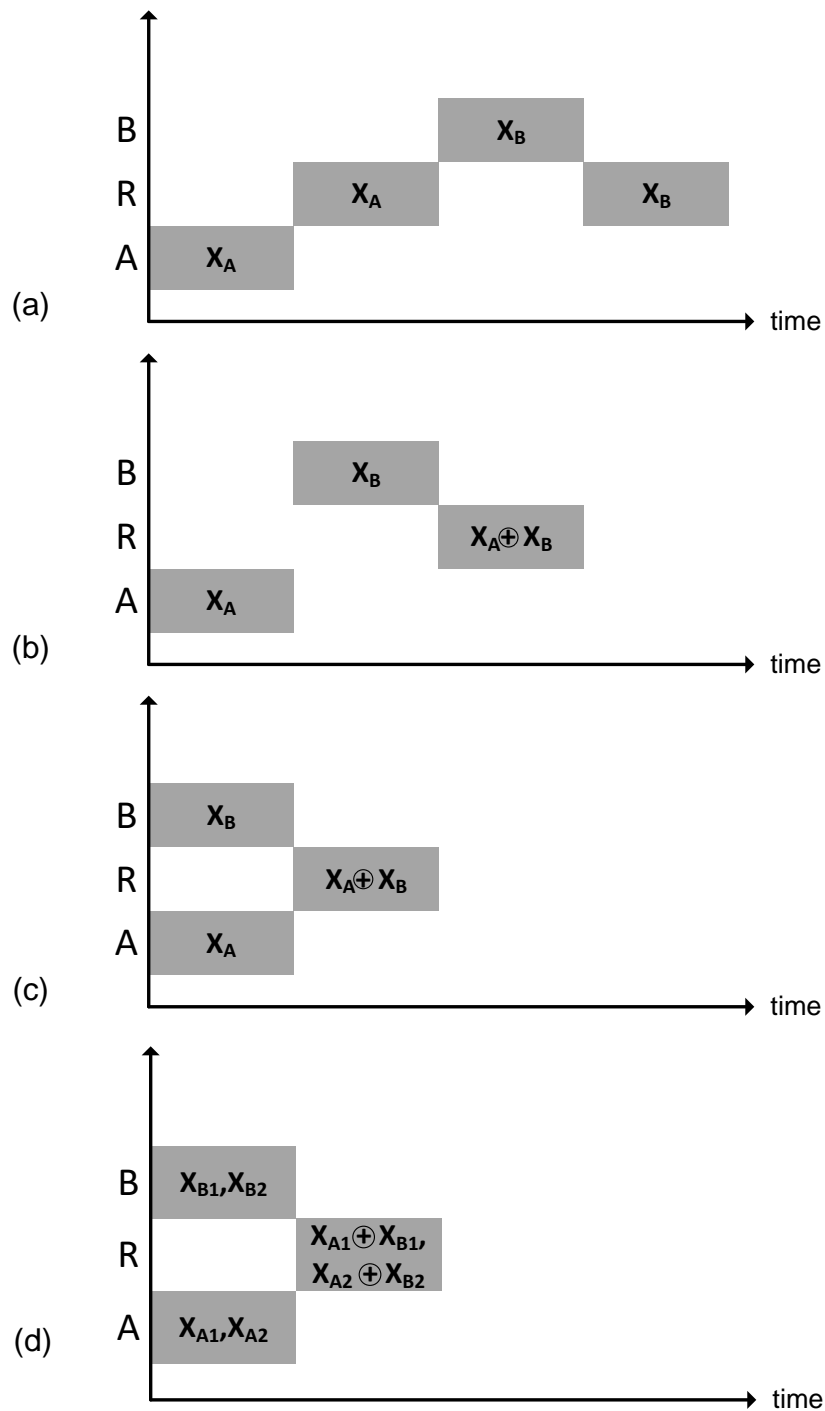 B
X_B
R
X_A
X_B
A
X_A
(a)
time
B
X_B
R
X_A⊕X_B
A
X_A
(b)
time
B
X_B
R
X_A⊕X_B
A
X_A
(c)
time
B
X_B1,X_B2
R
X_A1⊕X_B1,
X_A2⊕X_B2
A
X_A1,X_A2
(d)
time